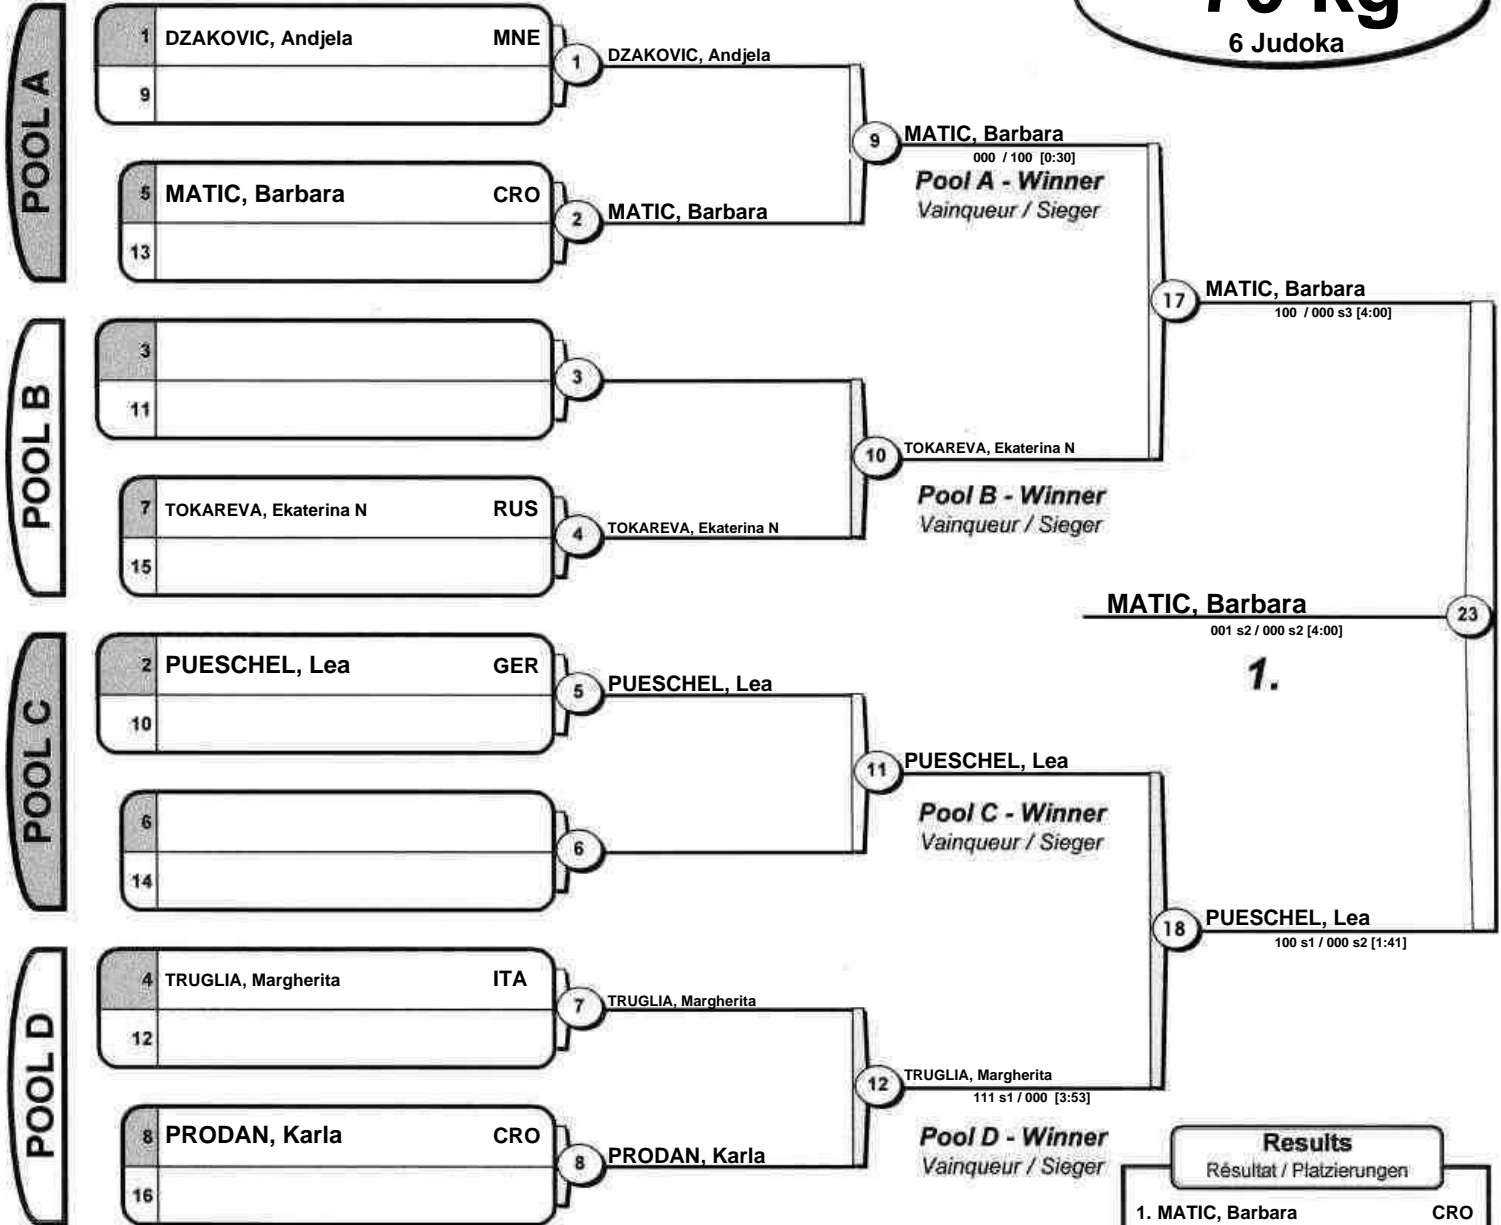 70 kg
6 Judoka
POOL A
1 DZAKOVIC, Andjela MNE
9
1 DZAKOVIC, Andjela
5 MATIC, Barbara CRO
13
2 MATIC, Barbara
9 MATIC, Barbara
000 / 100 [0:30]
Pool A - Winner
Vainqueur / Sieger
17 MATIC, Barbara
100 / 000 s3 [4:00]
POOL B
3
11
3
7 TOKAREVA, Ekaterina N RUS
15
4 TOKAREVA, Ekaterina N
10 TOKAREVA, Ekaterina N
Pool B - Winner
Vainqueur / Sieger
MATIC, Barbara 23
001 s2 / 000 s2 [4:00]
1.
POOL C
2 PUESCHEL, Lea GER
10
5 PUESCHEL, Lea
6
14
6
11 PUESCHEL, Lea
Pool C - Winner
Vainqueur / Sieger
18 PUESCHEL, Lea
100 s1 / 000 s2 [1:41]
POOL D
4 TRUGLIA, Margherita ITA
12
7 TRUGLIA, Margherita
8 PRODAN, Karla CRO
16
8 PRODAN, Karla
12 TRUGLIA, Margherita
111 s1 / 000 [3:53]
Pool D - Winner
Vainqueur / Sieger
Results
Résultat / Platzierungen
1. MATIC, Barbara CRO